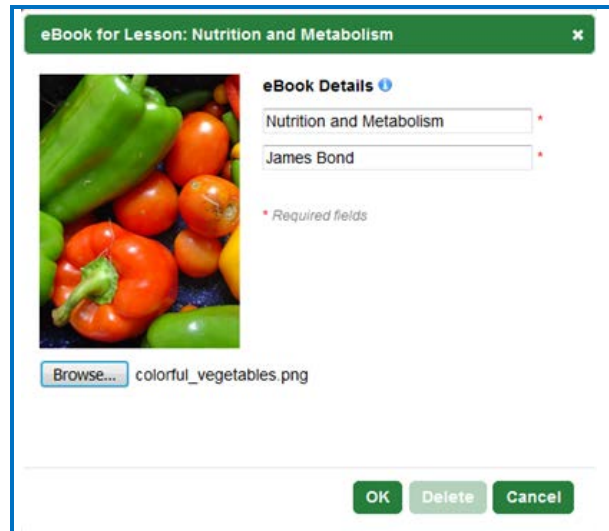 eBook for Lesson: Nutrition and Metabolism ×
eBook Details i
Nutrition and Metabolism *
James Bond *
* Required fields
Browse... colorful_vegetables.png
OK Delete Cancel